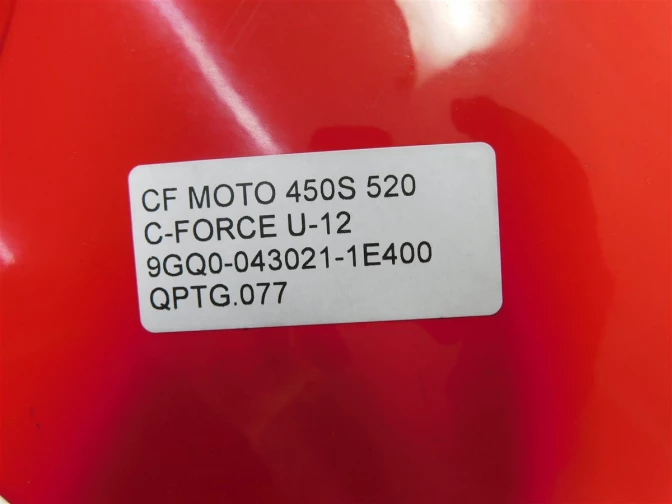 CF MOTO 450S 520
C-FORCE U-12
9GQ0-043021-1E400
QPTG.077